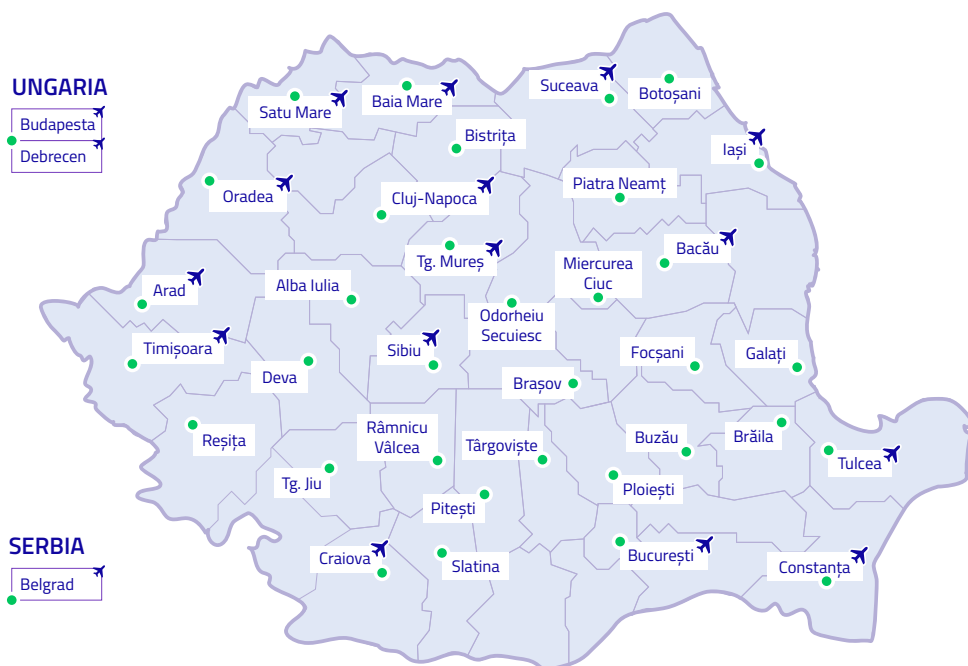 UNGARIA
Budapesta
Debrecen
Satu Mare
Baia Mare
Suceava
Botoșani
Bistrița
Iași
Oradea
Cluj-Napoca
Piatra Neamț
Tg. Mureș
Bacău
Miercurea
Ciuc
Arad
Alba Iulia
Odorheiu
Secuiesc
Timișoara
Sibiu
Deva
Focșani
Galați
Brașov
Reșița
Râmnicu
Vâlcea
Târgoviște
Buzău
Brăila
Tulcea
Tg. Jiu
Pitești
Ploiești
SERBIA
Belgrad
Craiova
Slatina
București
Constanța